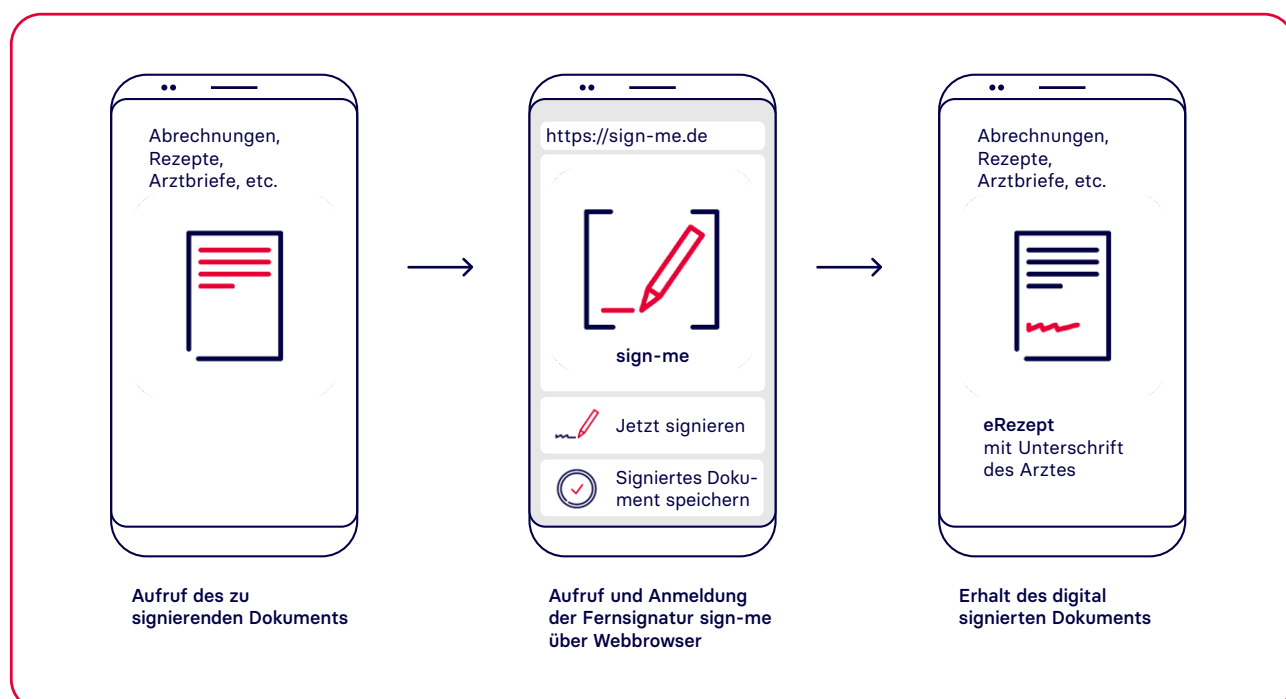 Abrechnungen,
Rezepte,
Arztbriefe, etc.
Aufruf des zu
signierenden Dokuments
https://sign-me.de
sign-me
Jetzt signieren
Signiertes Doku-
ment speichern
Aufruf und Anmeldung
der Fernsignatur sign-me
über Webbrowser
Abrechnungen,
Rezepte,
Arztbriefe, etc.
eRezept
mit Unterschrift
des Arztes
Erhalt des digital
signierten Dokuments